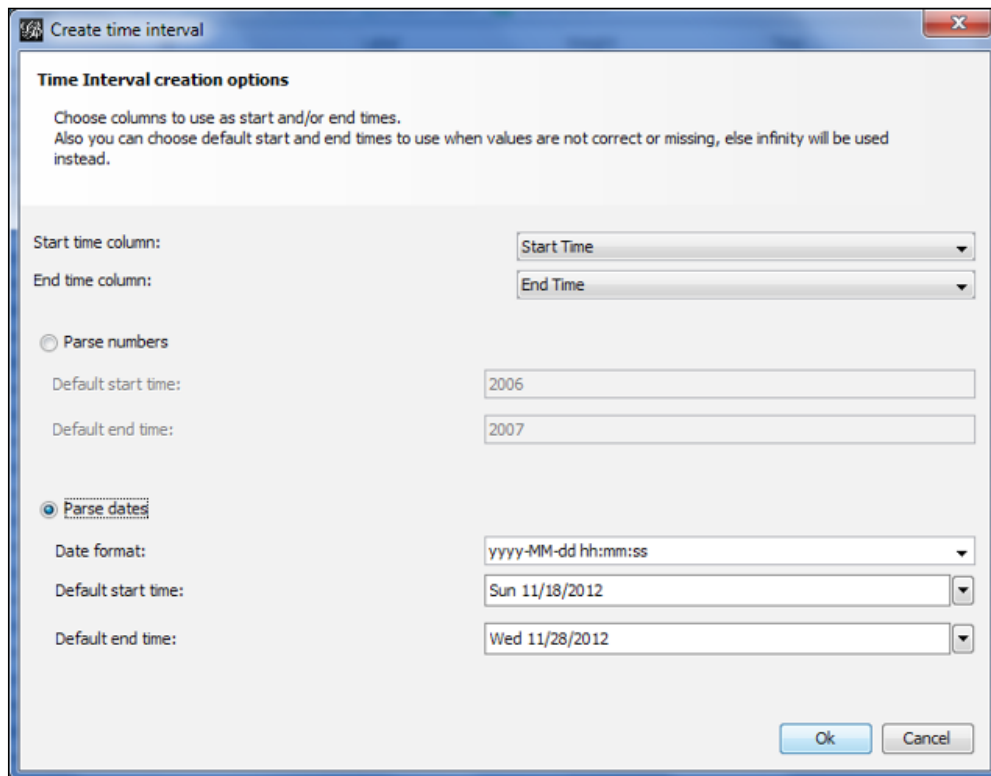 Create time interval
Time Interval creation options
Choose columns to use as start and/or end times.
Also you can choose default start and end times to use when values are not correct or missing, else infinity will be used
instead.
Start time column: Start Time
End time column: End Time
Parse numbers
Default start time: 2006
Default end time: 2007
Parse dates
Date format: yyyy-MM-dd hh:mm:ss
Default start time: Sun 11/18/2012
Default end time: Wed 11/28/2012
Ok Cancel